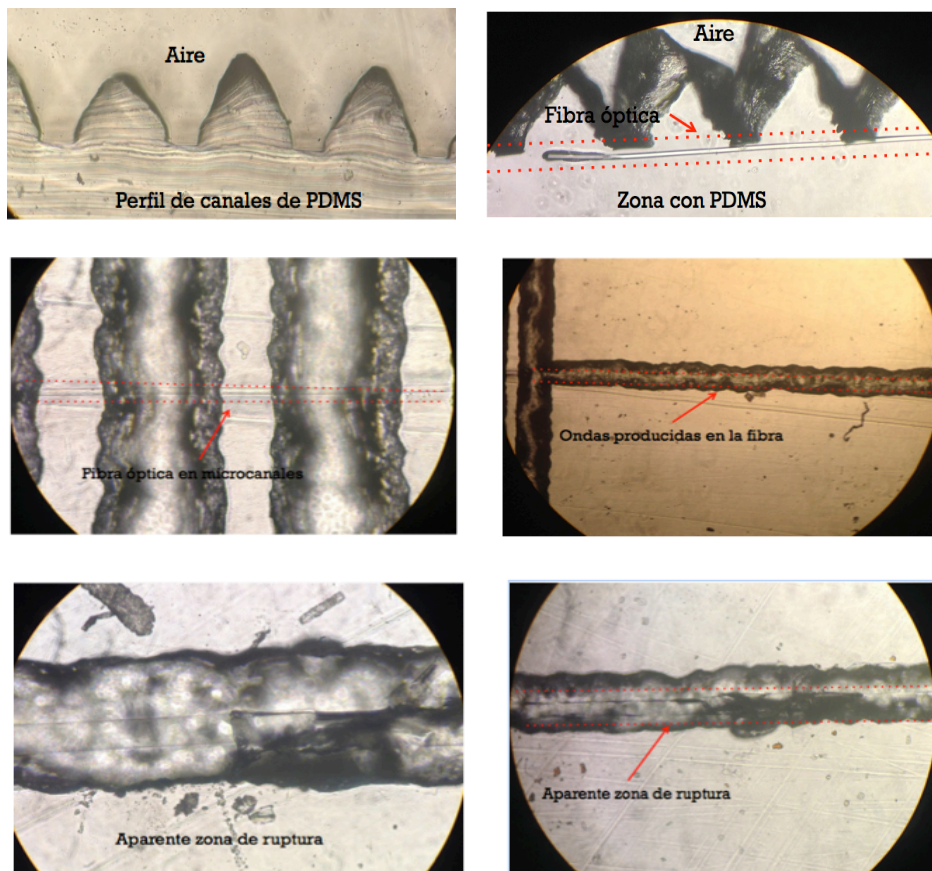 Aire
Perfil de canales de PDMS
Aire
Fibra óptica
Zona con PDMS
Fibra óptica en microcanales
Ondas producidas en la fibra
Aparente zona de ruptura
Aparente zona de ruptura